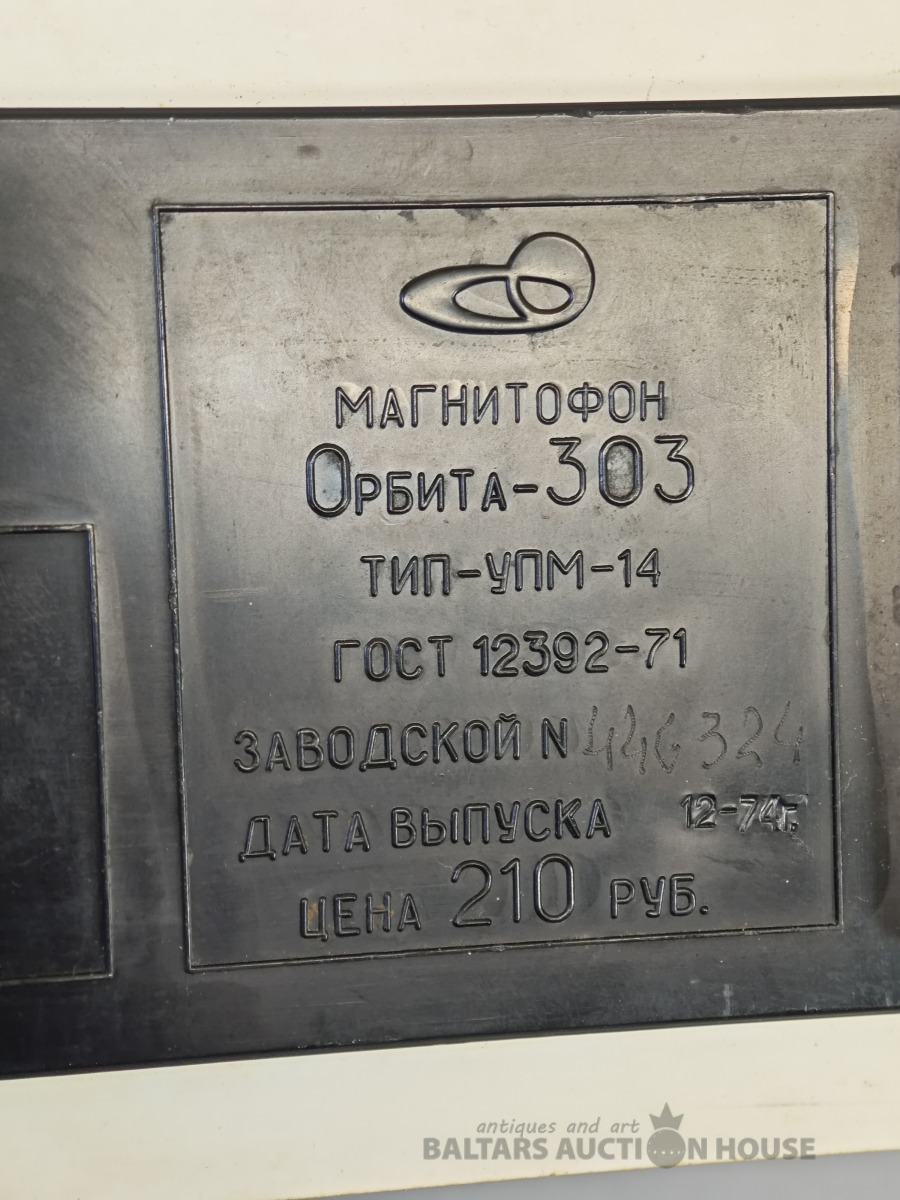 МАГНИТОФОН
ОРБИТА-303
ТИП-УПМ-14
ГОСТ 12392-71
ЗАВОДСКОЙ N 446324
ДАТА ВЫПУСКА 12-74г.
ЦЕНА 210 РУБ.
antiques and art
BALTARS AUCTION HOUSE